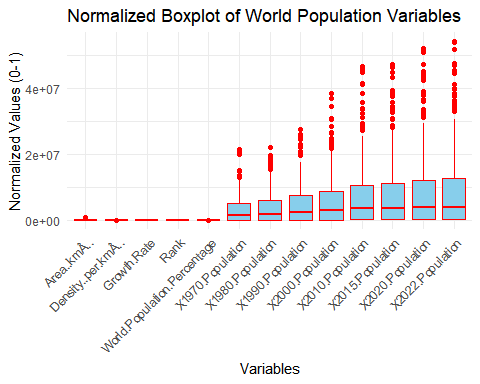 Normalized Boxplot of World Population Variables
Normalized Values (0-1)
4e+07
2e+07
0e+00
Area..kmÂ..
Density..per.kmÂ..
Growth.Rate
Rank
World.Population.Percentage
X1970.Population
X1980.Population
X1990.Population
X2000.Population
X2010.Population
X2015.Population
X2020.Population
X2022.Population
Variables